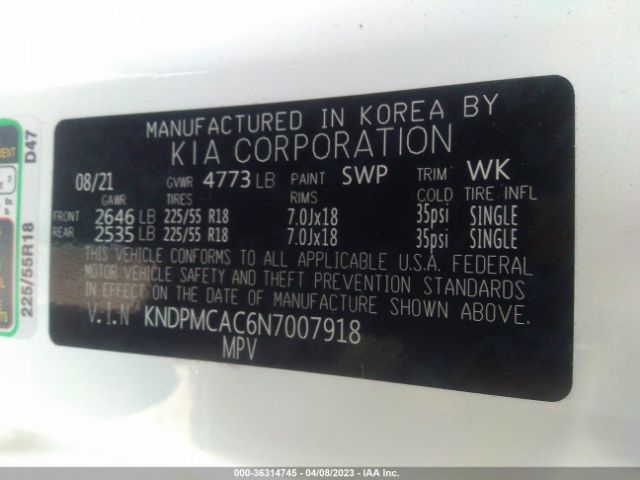 MANUFACTURED IN KOREA BY
KIA CORPORATION
08/21 GVWR 4773 LB PAINT SWP TRIM WK
GAWR TIRES RIMS COLD TIRE INFL
FRONT 2646 LB 225/55 R18 7.0Jx18 35psi SINGLE
REAR 2535 LB 225/55 R18 7.0Jx18 35psi SINGLE
THIS VEHICLE CONFORMS TO ALL APPLICABLE U.S.A. FEDERAL
MOTOR VEHICLE SAFETY AND THEFT PREVENTION STANDARDS
IN EFFECT ON THE DATE OF MANUFACTURE SHOWN ABOVE.
V.I.N KNDPMCAC6N7007918
MPV
225/55R18 D47
000-36314745 - 04/08/2023 - IAA Inc.